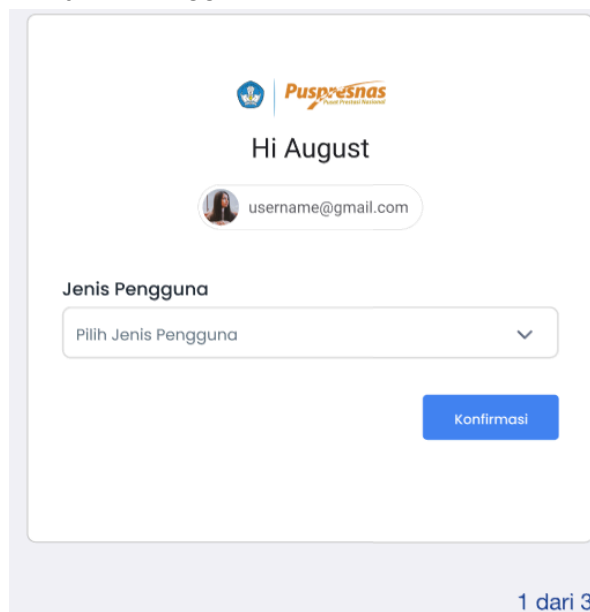 Puspresnas
Pusat Prestasi Nasional
Hi August
username@gmail.com
Jenis Pengguna
Pilih Jenis Pengguna
Konfirmasi
1 dari 3